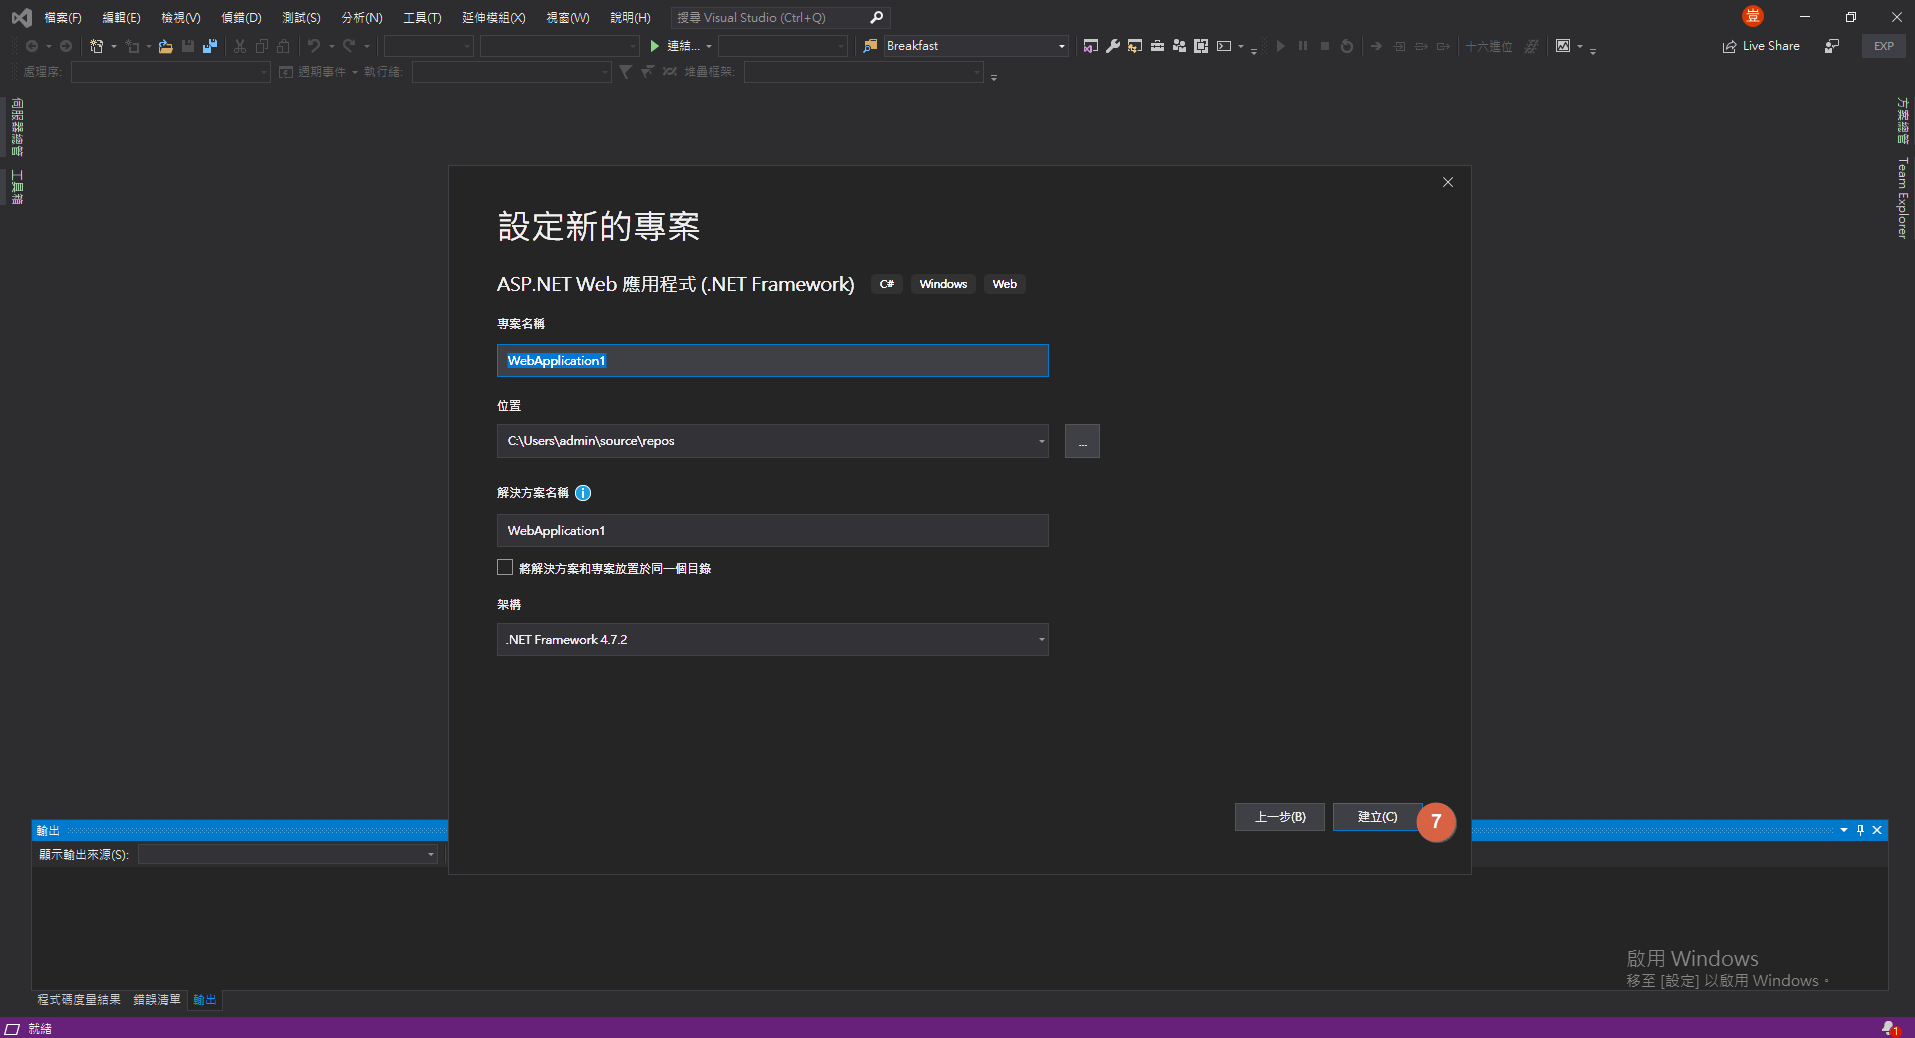 檔案(F) 編輯(E) 檢視(V) 偵錯(D) 測試(S) 分析(N) 工具(T) 延伸模組(X) 視窗(W) 說明(H) 搜尋 Visual Studio (Ctrl+Q) 豈
連結... Breakfast 十六進位 Live Share EXP
處理序: 週期事件 執行緒: 堆疊框架:
伺服器總管
工具箱
方案總管
Team Explorer
設定新的專案
ASP.NET Web 應用程式 (.NET Framework) C# Windows Web
專案名稱
WebApplication1
位置
C:\Users\admin\source\repos
...
解決方案名稱 i
WebApplication1
將解決方案和專案放置於同一個目錄
架構
.NET Framework 4.7.2
上一步(B) 建立(C) 7
輸出
顯示輸出來源(S):
啟用 Windows
移至 [設定] 以啟用 Windows。
程式碼度量結果 錯誤清單 輸出
就緒 1